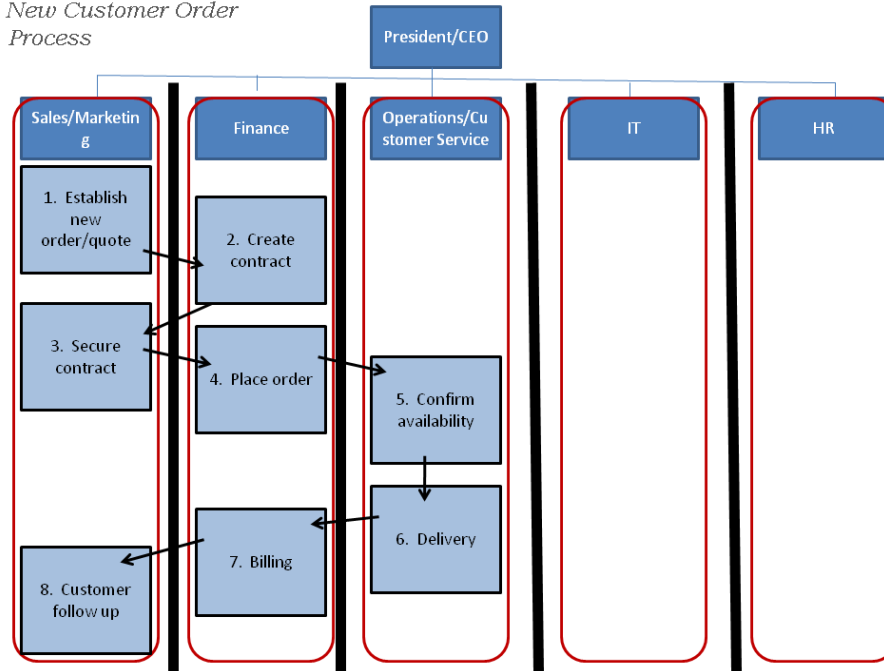 New Customer Order
Process
President/CEO
Sales/Marketin
g
Finance
Operations/Cu
stomer Service
IT
HR
1. Establish
new
order/quote
2. Create
contract
3. Secure
contract
4. Place order
5. Confirm
availability
6. Delivery
7. Billing
8. Customer
follow up